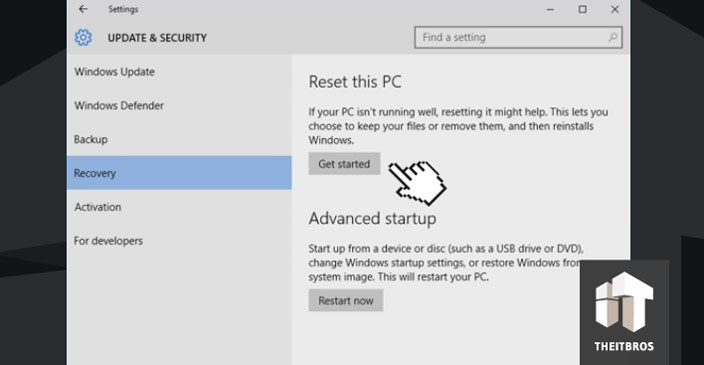 Settings
UPDATE & SECURITY
Find a setting
Windows Update
Windows Defender
Backup
Recovery
Activation
For developers
Reset this PC
If your PC isn't running well, resetting it might help. This lets you
choose to keep your files or remove them, and then reinstalls
Windows.
Get started
Advanced startup
Start up from a device or disc (such as a USB drive or DVD),
change Windows startup settings, or restore Windows from
system image. This will restart your PC.
Restart now
THEITBROS